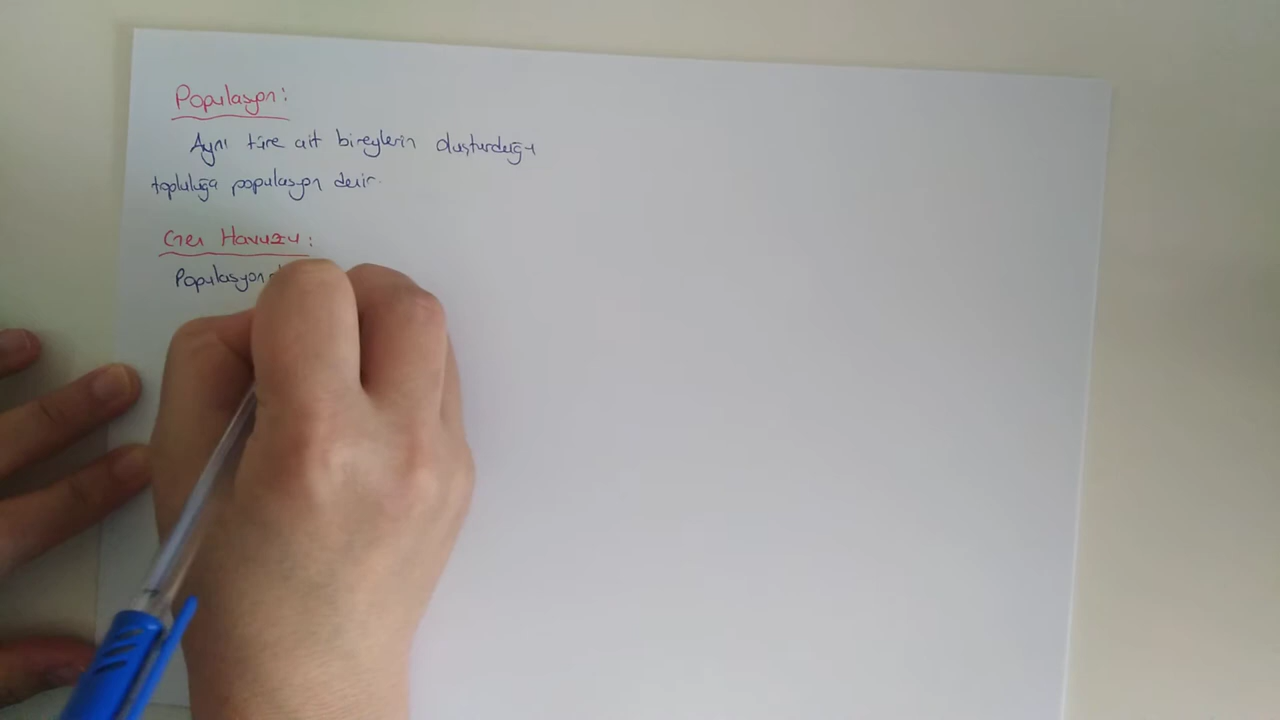 Populasyon:
Aynı türe ait bireylerin oluşturduğu
topluluğa populasyon denir.
Gen Havuzu:
Populasyon